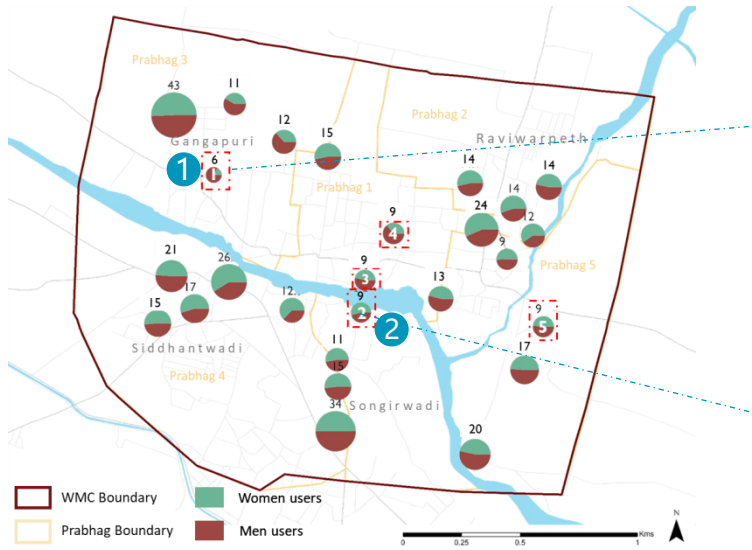 Prabhag 3
43
11
Prabhag 2
12
15
Gangapuri
Raviwarpeth
1
6
1
Prabhag 1
14
14
14
24
12
9
4
9
Prabhag 5
9
3
21
26
17
15
12
9
2
2
13
9
5
17
Siddhantwadi
Prabhag 4
11
15
34
Songirwadi
20
WMC Boundary
Women users
Prabhag Boundary
Men users
N
Kms
0
0.25
0.5
1